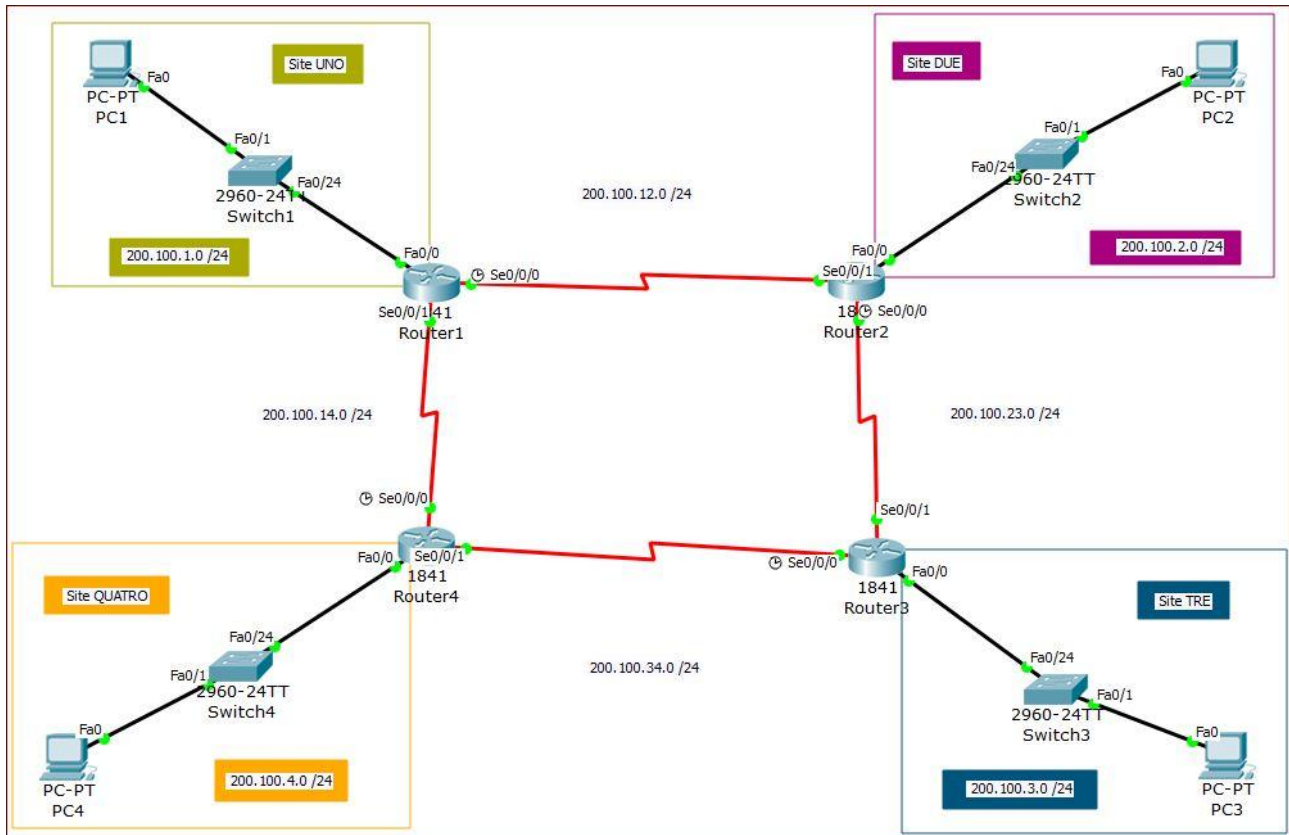 Site UNO
Fa0
PC-PT
PC1
Fa0/1
2960-24T
Switch1
Fa0/24
200.100.1.0 /24
Fa0/0
Se0/0/0
Se0/0/1
41
Router1
200.100.12.0 /24
Site DUE
Fa0
PC-PT
PC2
Fa0/1
Fa0/24
2960-24TT
Switch2
200.100.2.0 /24
Fa0/0
Se0/0/1
18
Se0/0/0
Router2
200.100.14.0 /24
200.100.23.0 /24
Se0/0/0
Fa0/0
Se0/0/1
1841
Router4
Site QUATRO
Fa0/24
Fa0/1
2960-24TT
Switch4
Fa0
PC-PT
PC4
200.100.4.0 /24
200.100.34.0 /24
Se0/0/1
Se0/0/0
Fa0/0
1841
Router3
Site TRE
Fa0/24
Fa0/1
2960-24TT
Switch3
Fa0
PC-PT
PC3
200.100.3.0 /24